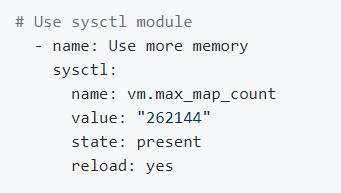 # Use sysctl module
  - name: Use more memory
    sysctl:
      name: vm.max_map_count
      value: "262144"
      state: present
      reload: yes